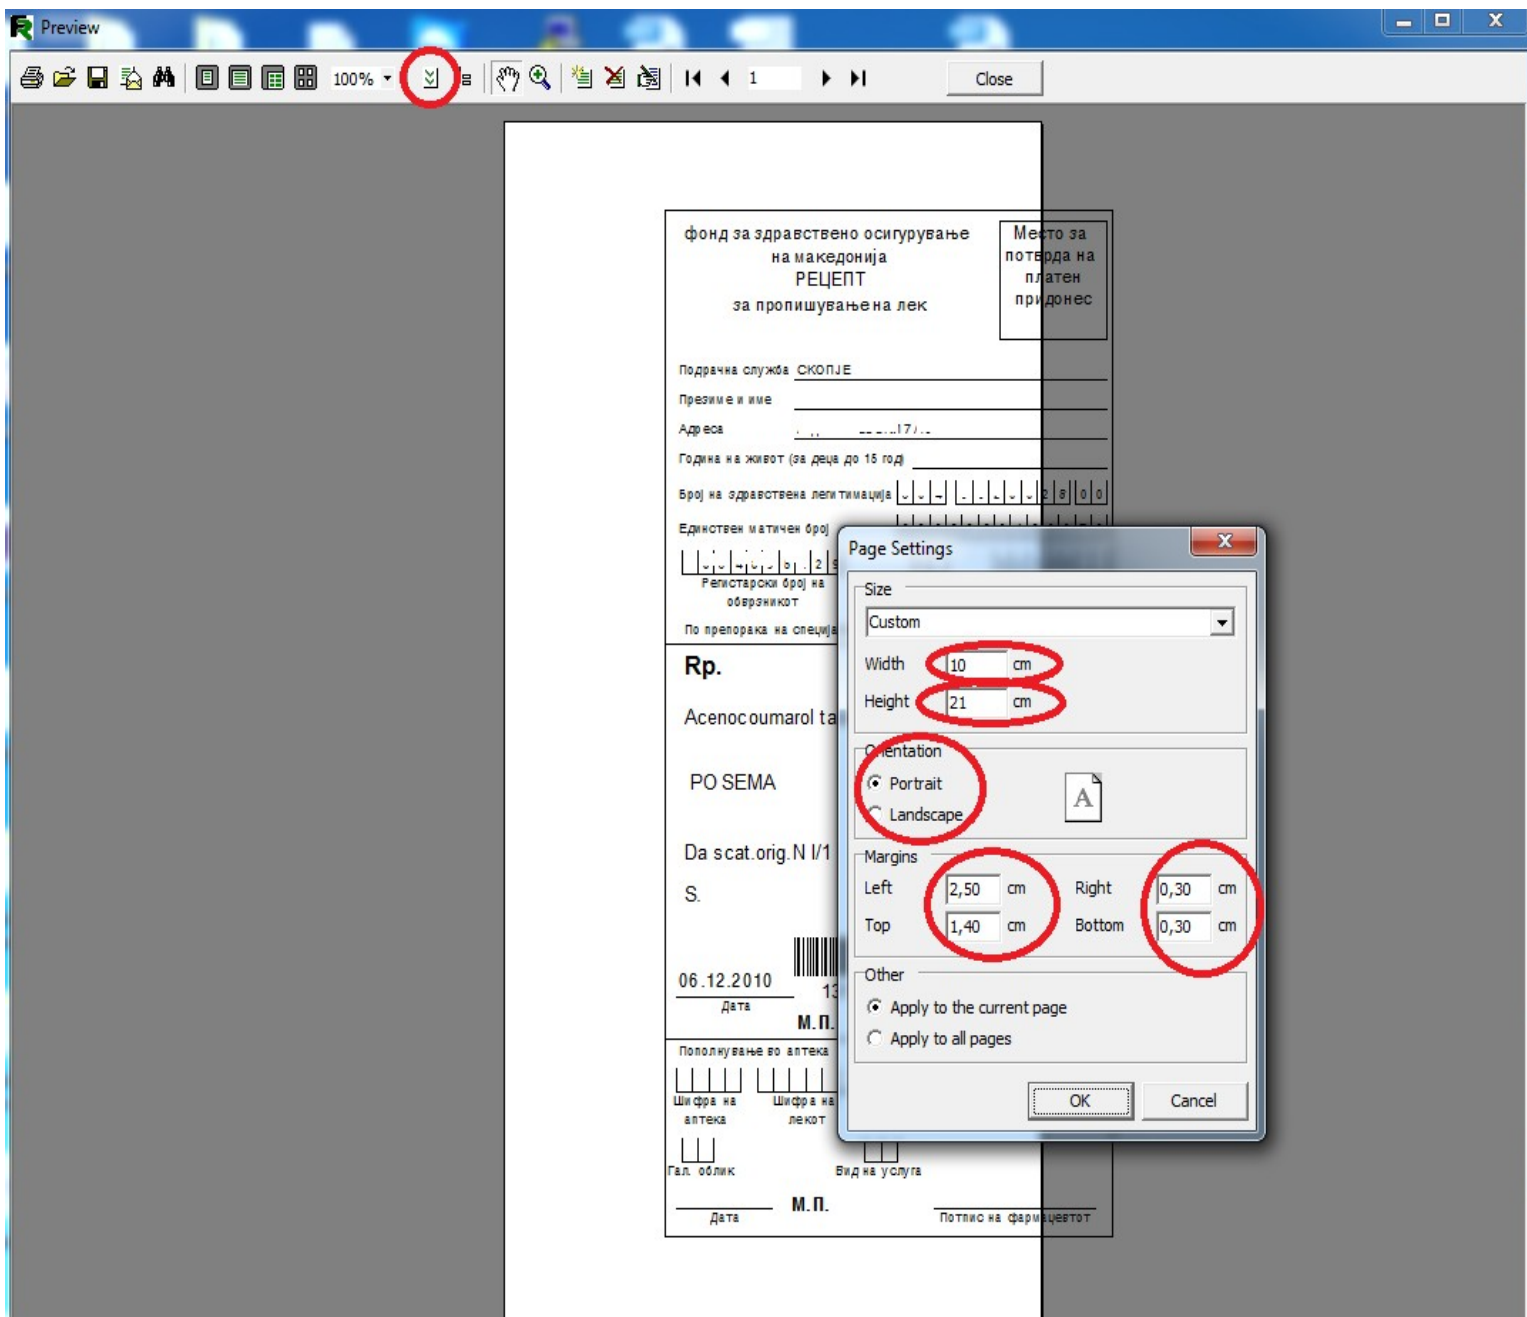 Preview
100%
1
Close
фонд за здравствено осигурување
на македонија
РЕЦЕПТ
за пропишување на лек
Место за
потврда на
платен
придонес
Подрачна служба СКОПЈЕ
Презиме и име
Адреса
Година на живот (за деца до 15 год)
Број на здравствена легитимација
Единствен матичен број
Регистарски број на
обврзникот
По препорака на
Rp.
Acenocoumarol
PO SEMA
Da scat.orig.N I/1
S.
06.12.2010
13
Дата
М.П.
Пополнување во аптека
Шифра на
аптека
Шифра на
лекот
Гал. облик
Вид на услуга
М.П.
Дата
Потпис на фармацевтот
Page Settings
Size
Custom
Width 10 cm
Height 21 cm
Orientation
Portrait
A
Landscape
Margins
Left 2,50 cm Right 0,30 cm
Top 1,40 cm Bottom 0,30 cm
Other
Apply to the current page
Apply to all pages
OK Cancel